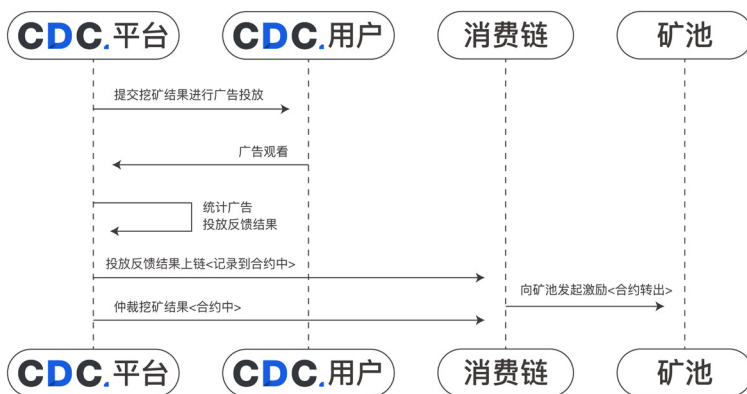 CDC.平台
CDC.用户
消费链
矿池
提交挖矿结果进行广告投放
广告观看
统计广告
投放反馈结果
投放反馈结果上链<记录到合约中>
向矿池发起激励<合约转出>
仲裁挖矿结果<合约中>
CDC.平台
CDC.用户
消费链
矿池